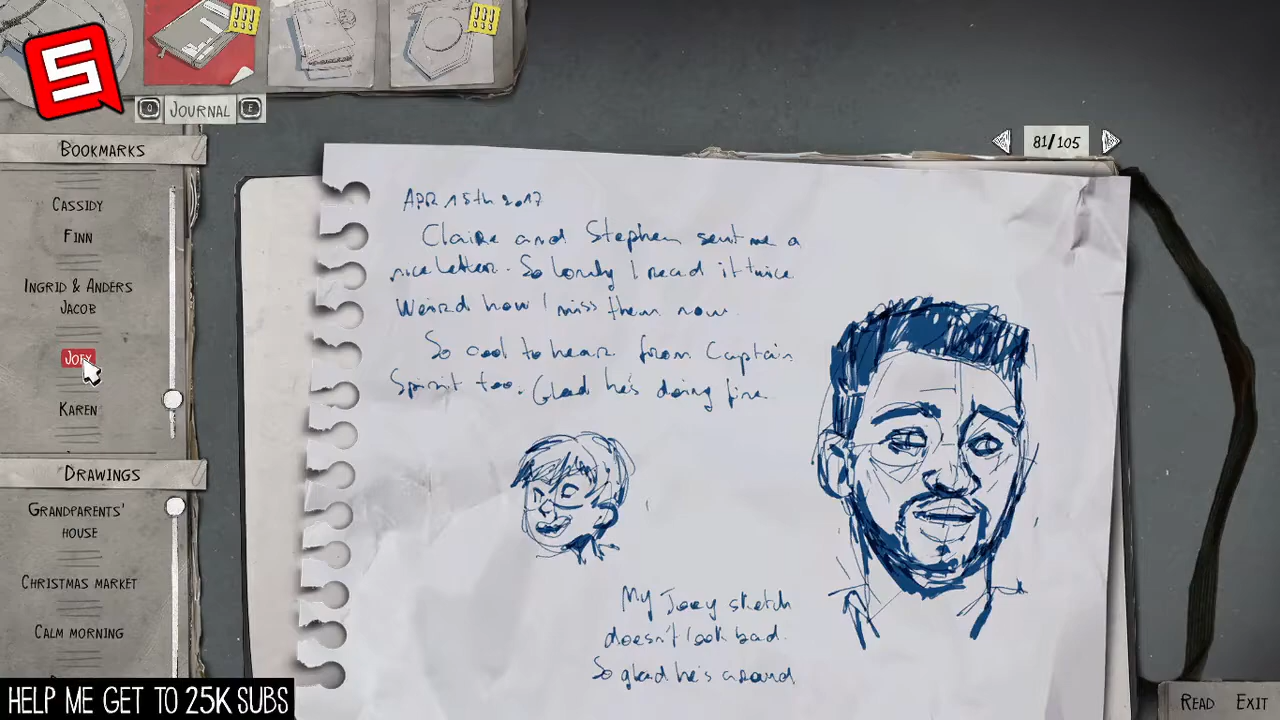 S
JOURNAL
Q
E
BOOKMARKS
CASSIDY
FINN
INGRID & ANDERS
JACOB
JOEY
KAREN
DRAWINGS
GRANDPARENTS'
HOUSE
CHRISTMAS MARKET
CALM MORNING
81/105
APR 15th 2017
Claire and Stephen sent me a
nice letter. So lovely I read it twice
Weird how I miss them now.
So cool to hear from Captain
Spirit too. Glad he's doing fine.
My Joey sketch
doesn't look bad.
So glad he's around
HELP ME GET TO 25K SUBS
READ
EXIT